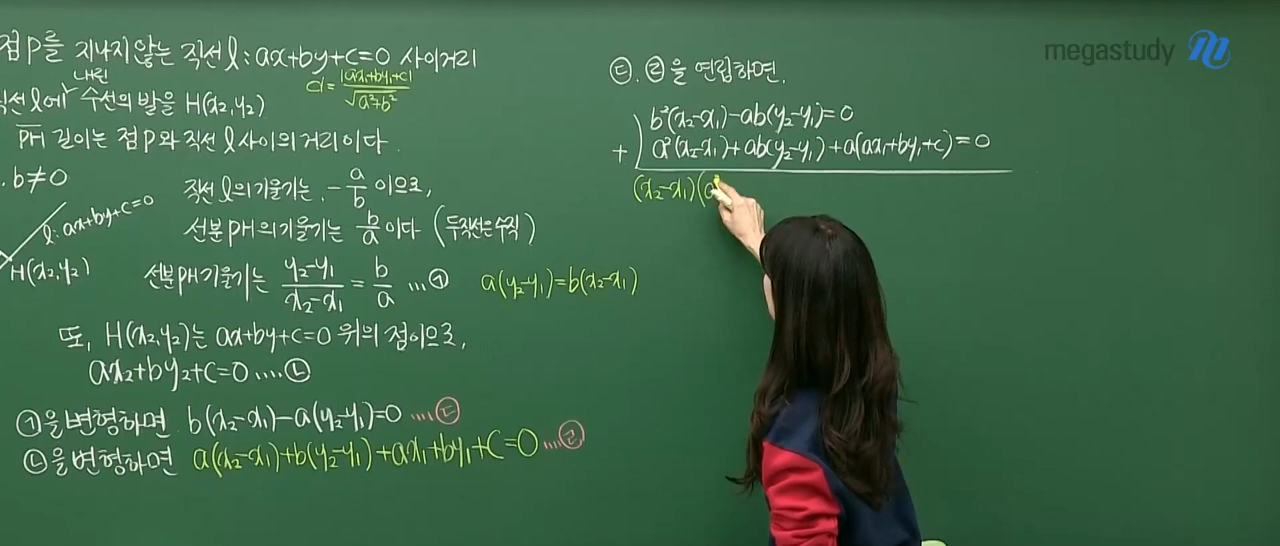 점 P를 지나지 않는 직선 l : ax+by+c=0 사이거리
d = |ax₁+by₁+c| / √a²+b²
직선 l에 내린 수선의 발을 H(x₂,y₂)
PH 길이는 점 P와 직선 l 사이의 거리이다.
. b≠0
l: ax+by+c=0
H(x₂,y₂)
직선 l의 기울기는, -a/b 이므로,
선분 PH의 기울기는 b/a 이다 (두직선은 수직)
선분 PH 기울기는 y₂-y₁/x₂-x₁ = b/a ...㉠ a(y₂-y₁)=b(x₂-x₁)
또, H(x₂,y₂)는 ax+by+c=0 위의 점이므로,
ax₂+by₂+c=0 ....㉡
㉠을 변형하면 b(x₂-x₁)-a(y₂-y₁)=0 ....㉢
㉡을 변형하면 a(x₂-x₁)+b(y₂-y₁)+ax₁+by₁+c=0 ...㉣
megastudy
㉢, ㉣을 연립하면,
b²(x₂-x₁)-ab(y₂-y₁)=0
+ a²(x₂-x₁)+ab(y₂-y₁)+a(ax₁+by₁+c)=0
(x₂-x₁)(a